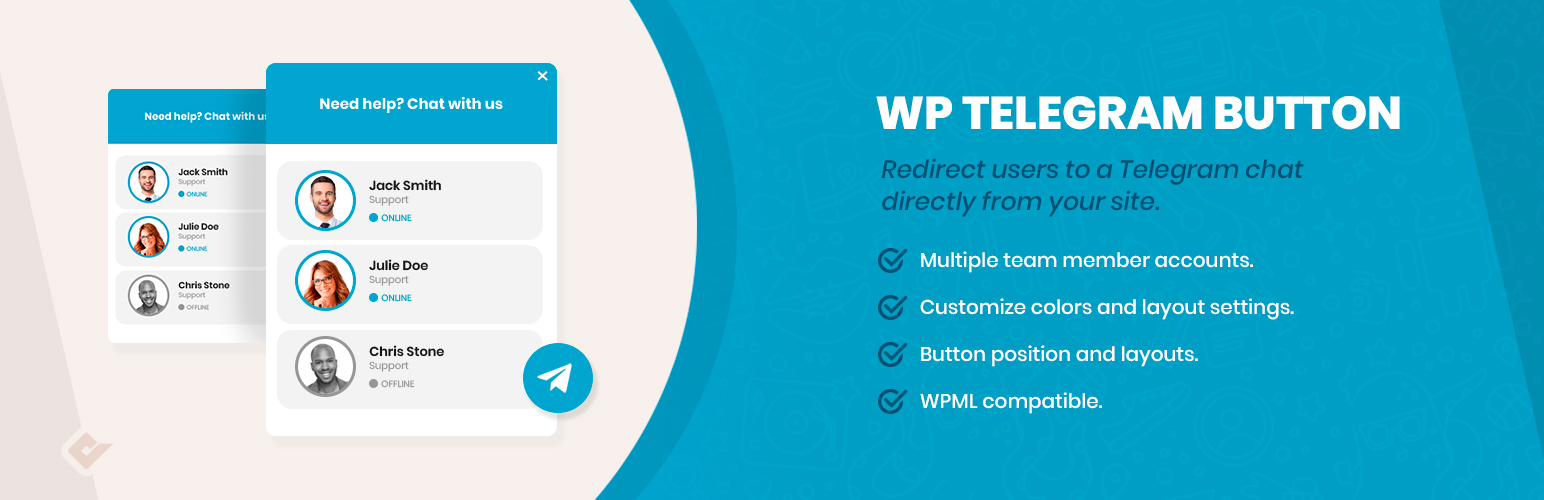 Need help? Chat with us
Jack Smith
Support
ONLINE
Julie Doe
Support
ONLINE
Chris Stone
Support
OFFLINE
Need help? Chat with us
Jack Smith
Support
ONLINE
Julie Doe
Support
ONLINE
Chris Stone
Support
OFFLINE
WP TELEGRAM BUTTON
Redirect users to a Telegram chat
directly from your site.
Multiple team member accounts.
Customize colors and layout settings.
Button position and layouts.
WPML compatible.